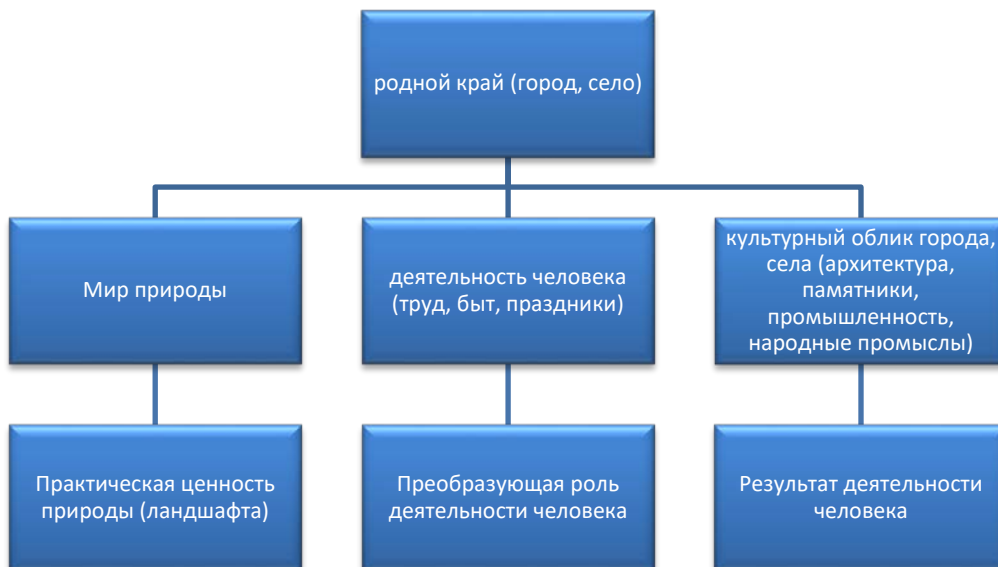 родной край (город, село)
Мир природы
деятельность человека
(труд, быт, праздники)
культурный облик города,
села (архитектура,
памятники,
промышленность,
народные промыслы)
Практическая ценность
природы (ландшафта)
Преобразующая роль
деятельности человека
Результат деятельности
человека